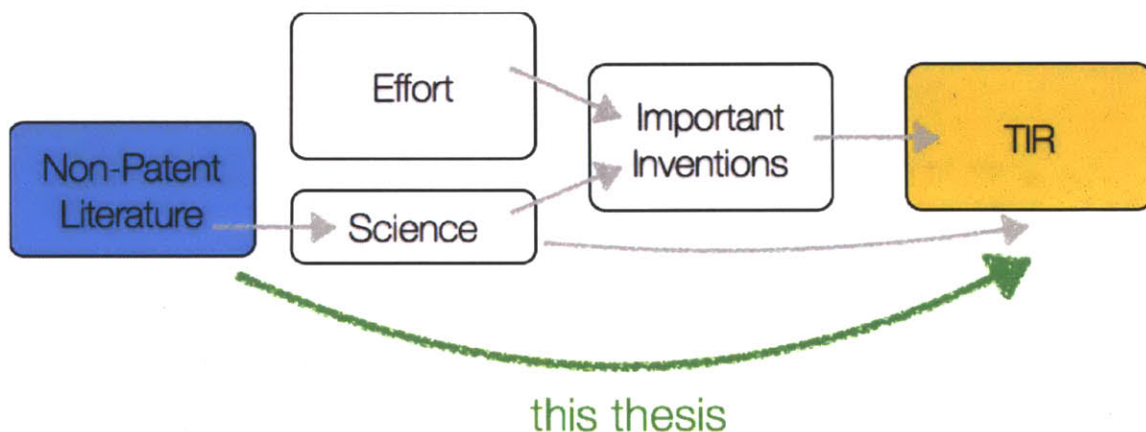 Effort
Important
Inventions
TIR
Non-Patent
Literature
Science
this thesis